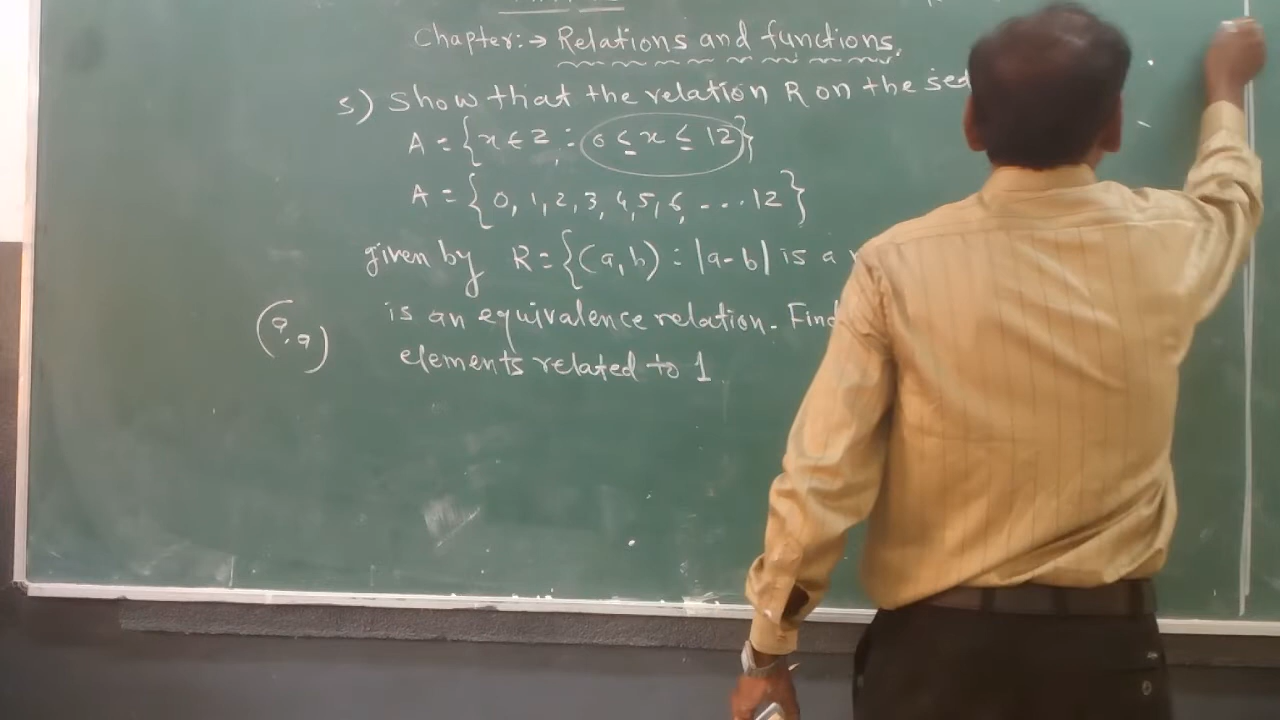 Chapter:→ Relations and functions.
5) Show that the relation R on the set
A = {x ∈ Z : 0 ≤ x ≤ 12}
A = {0, 1, 2, 3, 4, 5, 6, ... 12}
given by R = {(a, b) : |a-b| is a
is an equivalence relation. Find
(a, a)
elements related to 1